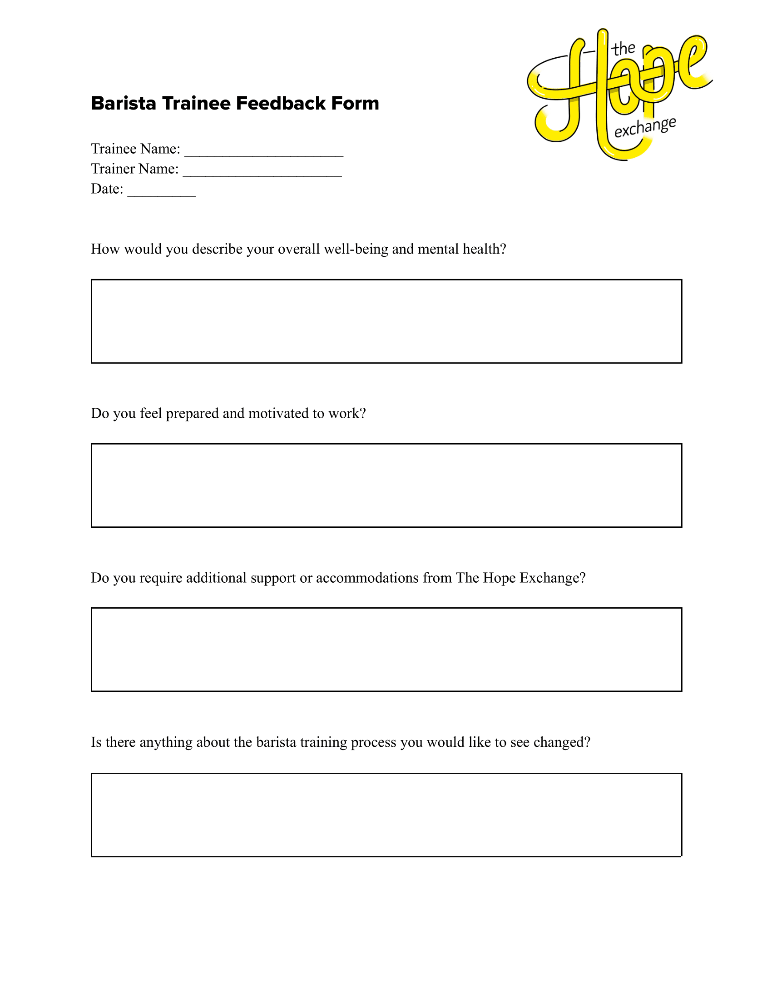 the
Hope
exchange
Barista Trainee Feedback Form
Trainee Name: _____________________
Trainer Name: _____________________
Date: _________
How would you describe your overall well-being and mental health?
Do you feel prepared and motivated to work?
Do you require additional support or accommodations from The Hope Exchange?
Is there anything about the barista training process you would like to see changed?